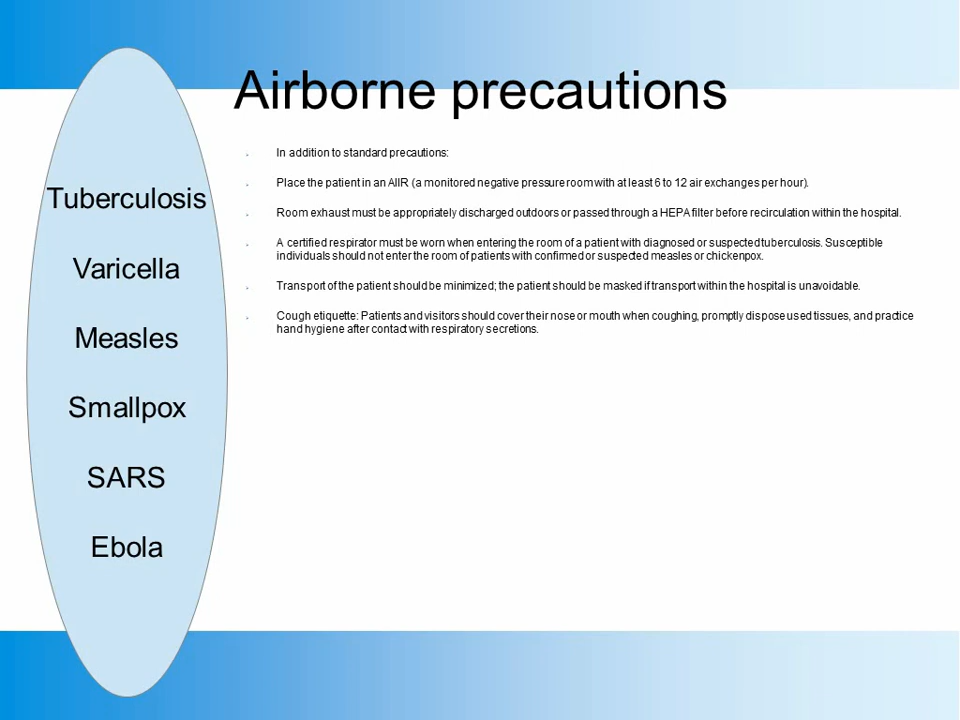 Airborne precautions
Tuberculosis
Varicella
Measles
Smallpox
SARS
Ebola
In addition to standard precautions:
Place the patient in an AIIR (a monitored negative pressure room with at least 6 to 12 air exchanges per hour).
Room exhaust must be appropriately discharged outdoors or passed through a HEPA filter before recirculation within the hospital.
A certified respirator must be worn when entering the room of a patient with diagnosed or suspected tuberculosis. Susceptible
individuals should not enter the room of patients with confirmed or suspected measles or chickenpox.
Transport of the patient should be minimized; the patient should be masked if transport within the hospital is unavoidable.
Cough etiquette: Patients and visitors should cover their nose or mouth when coughing, promptly dispose used tissues, and practice
hand hygiene after contact with respiratory secretions.